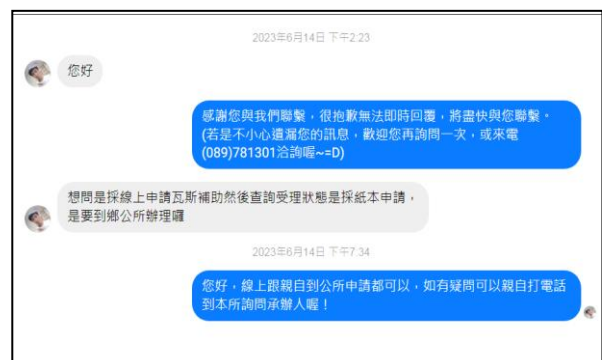 2023年6月14日 下午2:23
您好
感謝您與我們聯繫，很抱歉無法即時回覆，將盡快與您聯繫。
(若是不小心遺漏您的訊息，歡迎您再詢問一次，或來電
(089)781301洽詢喔~=D)
想問是採線上申請瓦斯補助然後查詢受理狀態是採紙本申請，
是要到鄉公所辦理囉
2023年6月14日 下午7:34
您好，線上跟親自到公所申請都可以，如有疑問可以親自打電話
到本所詢問承辦人喔！